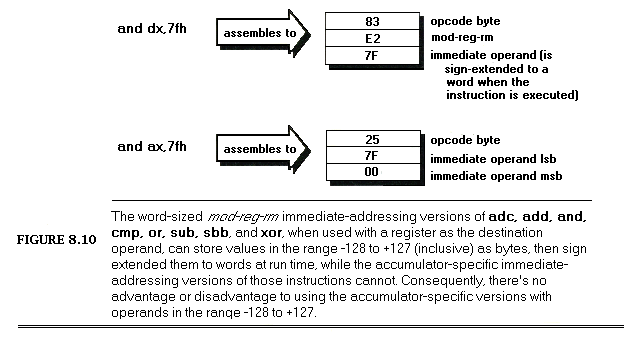 and dx,7fh
assembles to
83
opcode byte
E2
mod-reg-rm
7F
immediate operand (is
sign-extended to a
word when the
instruction is executed)
and ax,7fh
assembles to
25
opcode byte
7F
immediate operand lsb
00
immediate operand msb
FIGURE 8.10
The word-sized mod-reg-rm immediate-addressing versions of adc, add, and,
cmp, or, sub, sbb, and xor, when used with a register as the destination
operand, can store values in the range -128 to +127 (inclusive) as bytes, then sign
extended them to words at run time, while the accumulator-specific immediate-
addressing versions of those instructions cannot. Consequently, there's no
advantage or disadvantage to using the accumulator-specific versions with
operands in the range -128 to +127.